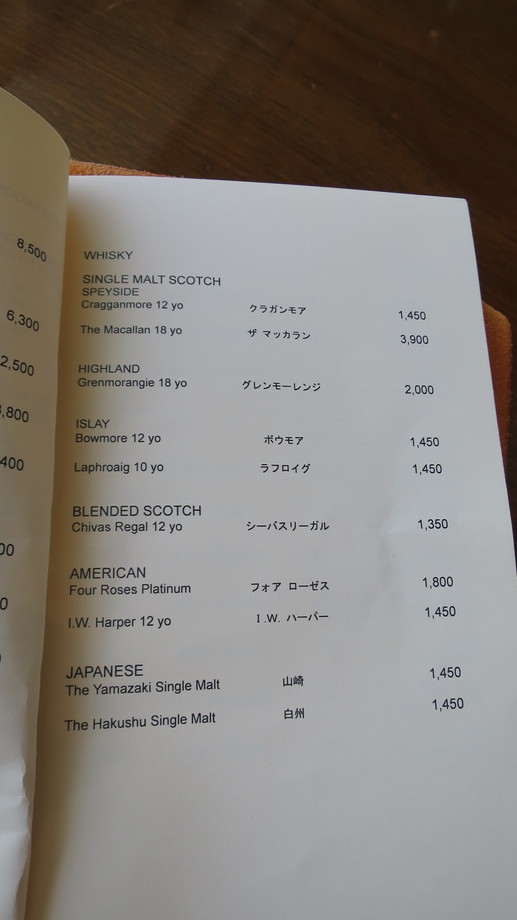 8,500
6,300
2,500
,800
400
00
0
WHISKY
SINGLE MALT SCOTCH
SPEYSIDE
Cragganmore 12 yo クラガンモア 1,450
The Macallan 18 yo ザ マッカラン 3,900
HIGHLAND
Grenmorangie 18 yo グレンモーレンジ 2,000
ISLAY
Bowmore 12 yo ボウモア 1,450
Laphroaig 10 yo ラフロイグ 1,450
BLENDED SCOTCH
Chivas Regal 12 yo シーバスリーガル 1,350
AMERICAN
Four Roses Platinum フォア ローゼス 1,800
I.W. Harper 12 yo I.W. ハーパー 1,450
JAPANESE
The Yamazaki Single Malt 山崎 1,450
The Hakushu Single Malt 白州 1,450